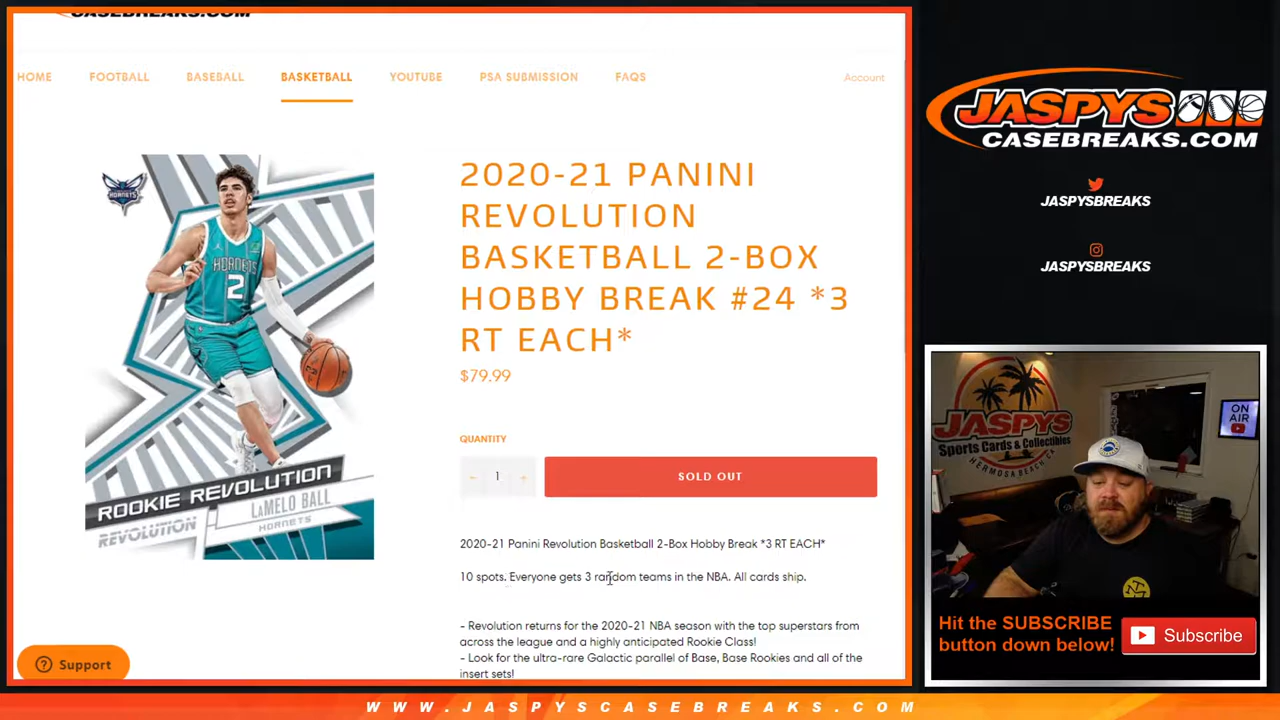 CASEBREAKS.COM
HOME FOOTBALL BASEBALL BASKETBALL YOUTUBE PSA SUBMISSION FAQS Account
HORNETS
HORNETS
2
ROOKIE REVOLUTION
REVOLUTION
LAMELO BALL
HORNETS
2020-21 PANINI
REVOLUTION
BASKETBALL 2-BOX
HOBBY BREAK #24 *3
RT EACH*
$79.99
QUANTITY
- 1 +
SOLD OUT
2020-21 Panini Revolution Basketball 2-Box Hobby Break *3 RT EACH*
10 spots. Everyone gets 3 random teams in the NBA. All cards ship.
- Revolution returns for the 2020-21 NBA season with the top superstars from
across the league and a highly anticipated Rookie Class!
- Look for the ultra-rare Galactic parallel of Base, Base Rookies and all of the
insert sets!
Support
JASPYS
CASEBREAKS.COM
JASPYSBREAKS
JASPYSBREAKS
JASPYS
Sports Cards & Collectibles
HERMOSA BEACH, CA
ON
AIR
Hit the SUBSCRIBE
button down below!
Subscribe
WWW.JASPYSCASEBREAKS.COM